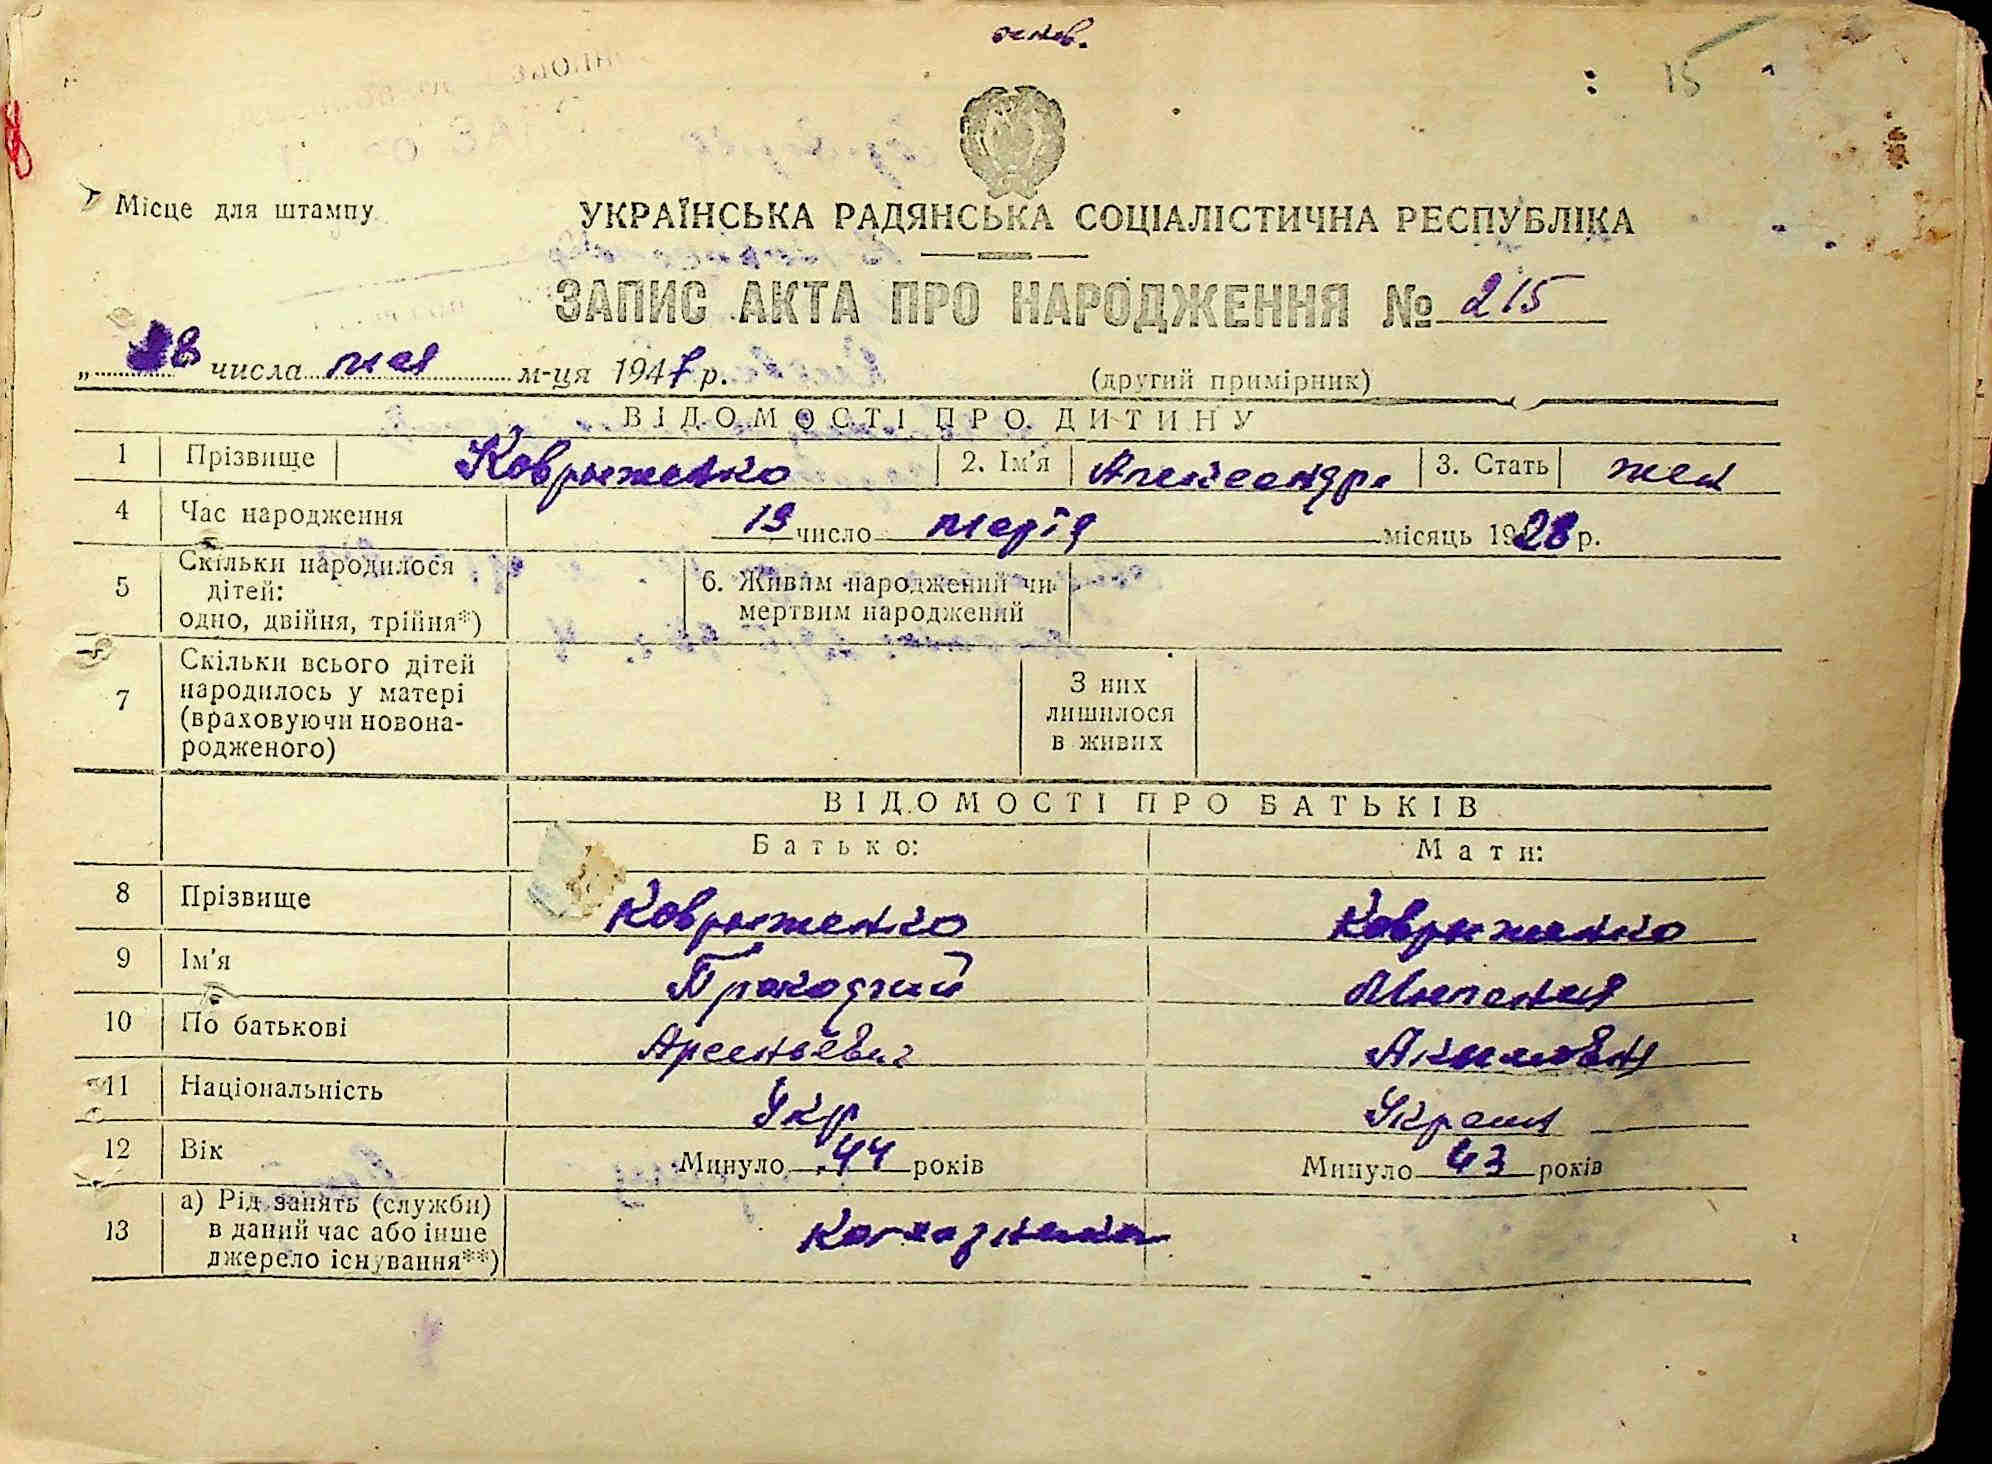 15
Місце для штампу
УКРАЇНСЬКА РАДЯНСЬКА СОЦІАЛІСТИЧНА РЕСПУБЛІКА
ЗАПИС АКТА ПРО НАРОДЖЕННЯ № 215
„ числа мая м-ця 1947 р. (другий примірник)
ВІДОМОСТІ ПРО ДИТИНУ
1 Прізвище Коврыженко 2. Ім'я Александра 3. Стать жен
4 Час народження 19 число марта місяць 1928 р.
5 Скільки народилося дітей: одно, двійня, трійня*) 6. Живим народжений чи мертвим народжений
7 Скільки всього дітей народилось у матері (враховуючи новонародженого) З них лишилося в живих
ВІДОМОСТІ ПРО БАТЬКІВ
Батько: Мати:
8 Прізвище Коврыженко Коврыженко
9 Ім'я Прокофий
10 По батькові Арсеньевич Акимовна
11 Національність Укр Украин
12 Вік Минуло 44 років Минуло 43 років
13 а) Рід занять (служби) в даний час або інше джерело існування**)